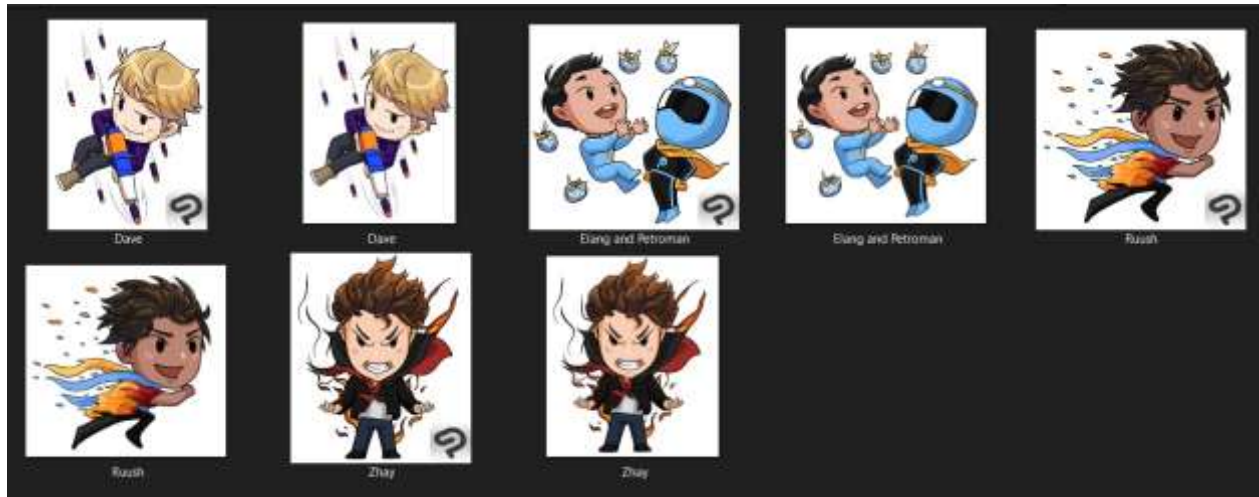 Dave
Dave
Elang and Petroman
Elang and Petroman
Ruush
Ruush
Zhay
Zhay